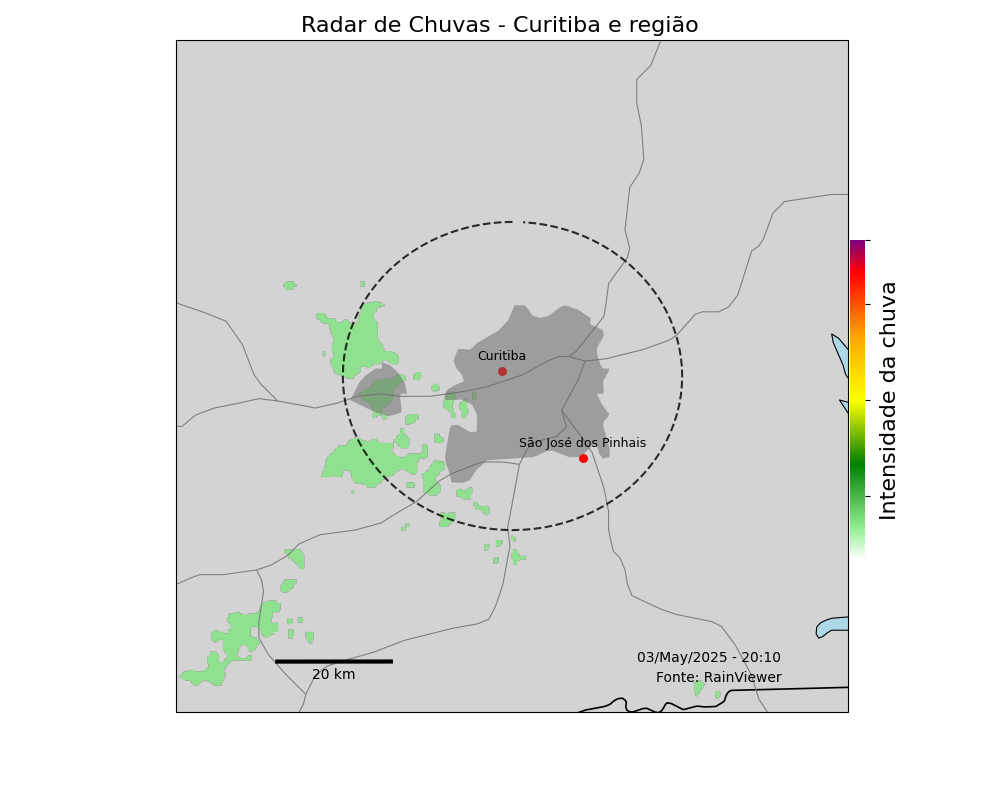 Radar de Chuvas - Curitiba e região
Curitiba
São José dos Pinhais
Intensidade da chuva
03/May/2025 - 20:10
Fonte: RainViewer
20 km